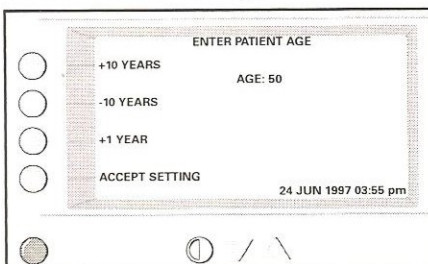 ENTER PATIENT AGE
+10 YEARS
AGE: 50
-10 YEARS
+1 YEAR
ACCEPT SETTING
24 JUN 1997 03:55 pm